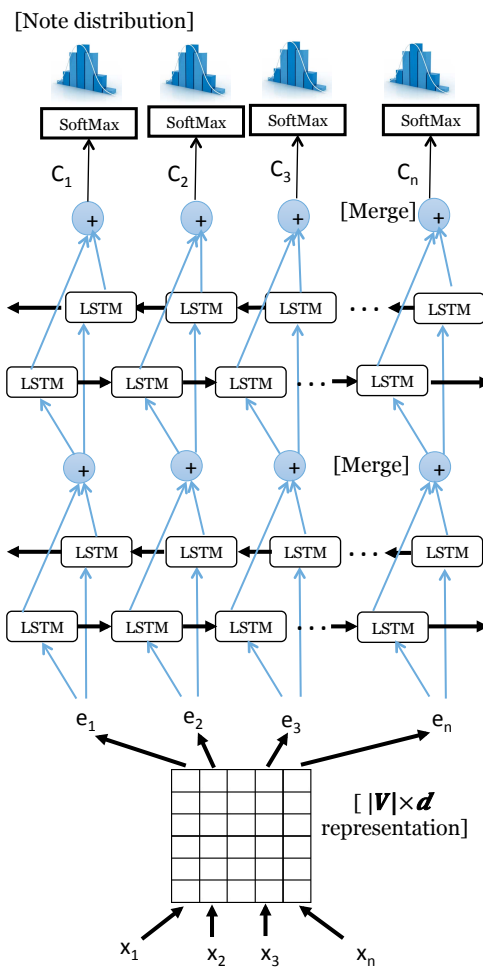 [Note distribution]
SoftMax SoftMax SoftMax SoftMax
C1 C2 C3 Cn
+ + + [Merge] +
LSTM LSTM LSTM ... LSTM
LSTM LSTM LSTM ... LSTM
+ + + [Merge] +
LSTM LSTM LSTM ... LSTM
LSTM LSTM LSTM ... LSTM
e1 e2 e3 en
[ |V|×d
representation]
x1 x2 x3 xn